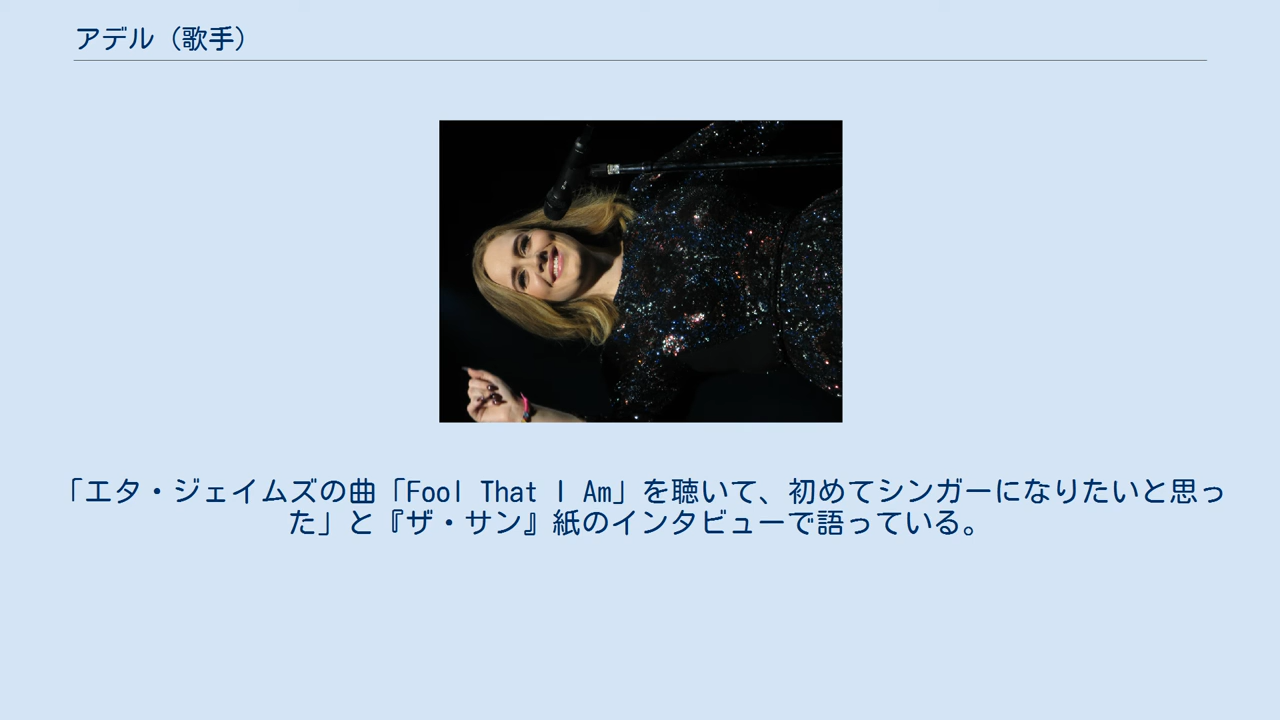 アデル（歌手）
「エタ・ジェイムズの曲「Fool That I Am」を聴いて、初めてシンガーになりたいと思っ
た」と『ザ・サン』紙のインタビューで語っている。